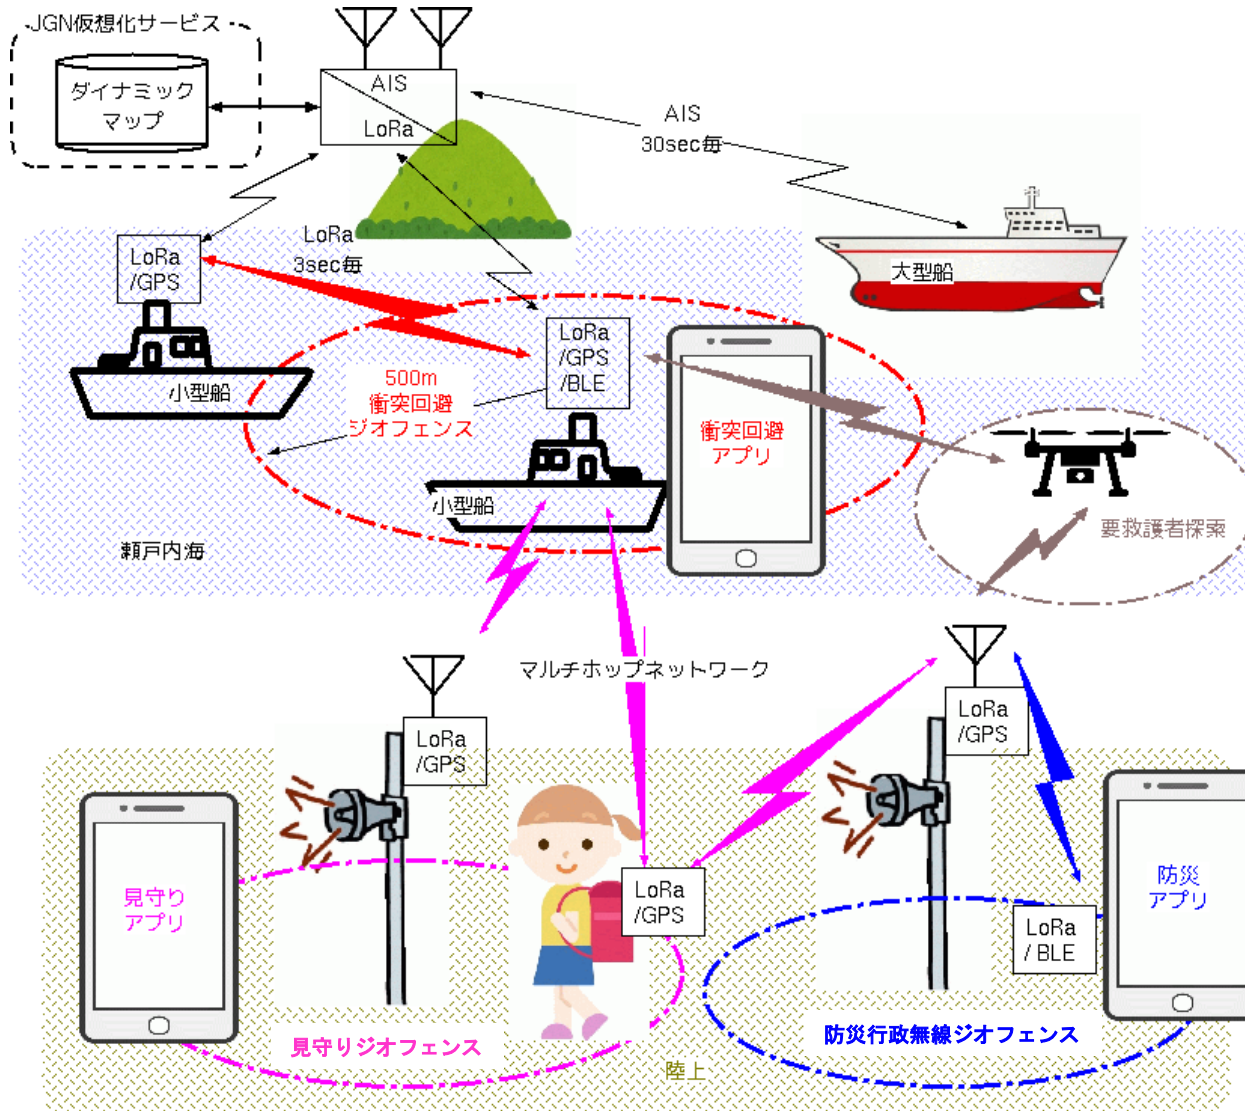 JGN仮想化サービス
ダイナミック
マップ
AIS
LoRa
AIS
30sec毎
LoRa
/GPS
LoRa
3sec毎
大型船
小型船
LoRa
/GPS
/BLE
500m
衝突回避
ジオフェンス
衝突回避
アプリ
小型船
要救護者探索
瀬戸内海
マルチホップネットワーク
LoRa
/GPS
LoRa
/GPS
見守り
アプリ
LoRa
/GPS
防災
アプリ
LoRa
/ BLE
見守りジオフェンス
防災行政無線ジオフェンス
陸上